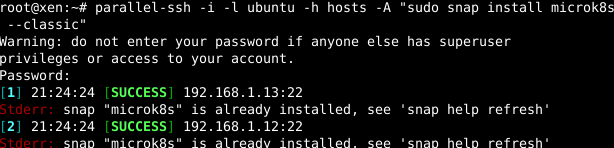 root@xen:~# parallel-ssh -i -l ubuntu -h hosts -A "sudo snap install microk8s
 --classic"
Warning: do not enter your password if anyone else has superuser
privileges or access to your account.
Password:
[1] 21:24:24 [SUCCESS] 192.168.1.13:22
Stderr: snap "microk8s" is already installed, see 'snap help refresh'
[2] 21:24:24 [SUCCESS] 192.168.1.12:22
Stderr: snap "microk8s" is already installed, see 'snap help refresh'